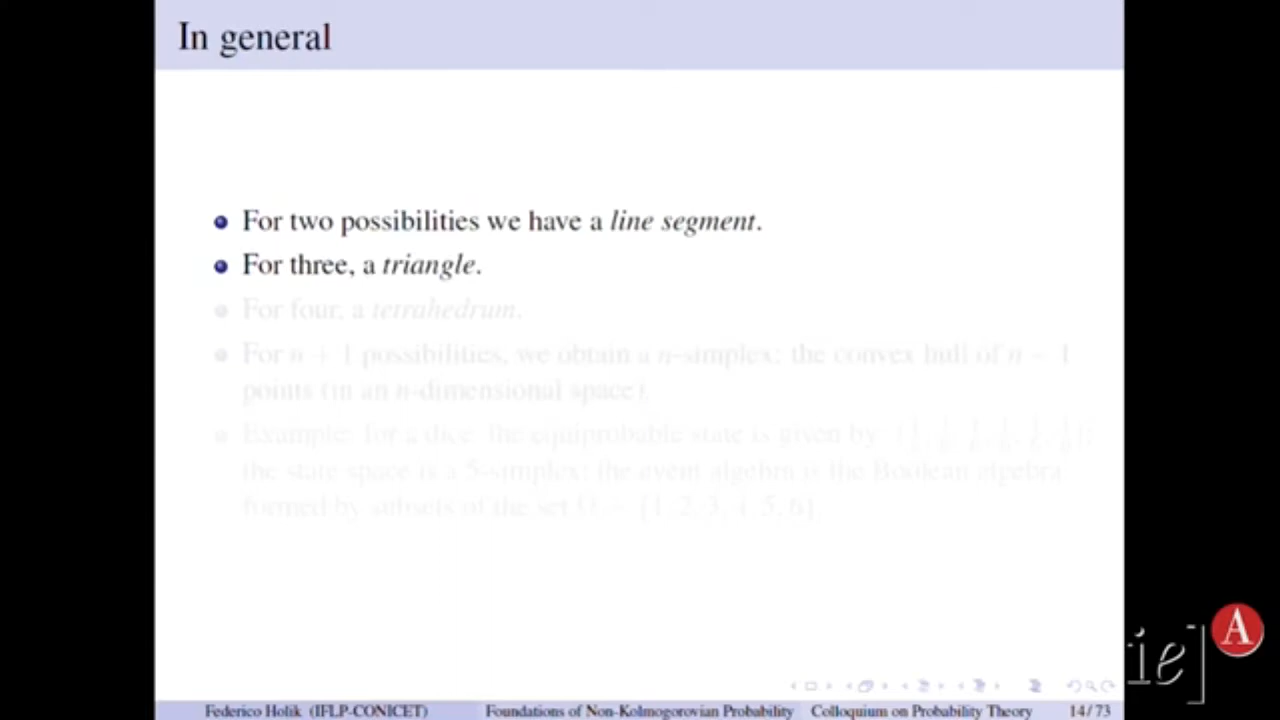 In general
For two possibilities we have a line segment.
For three, a triangle.
For four, a tetrahedrum.
For n + 1 possibilities, we obtain a n-simplex: the convex hull of n + 1
points (in an n-dimensional space).
Example: for a dice, the equiprobable state is given by
the state space is a 5-simplex; the event algebra is the Boolean algebra
formed by subsets of the set
Federico Holik (IFLP-CONICET)
Foundations of Non-Kolmogorovian Probability
Colloquium on Probability Theory
14 / 73
ie]
A